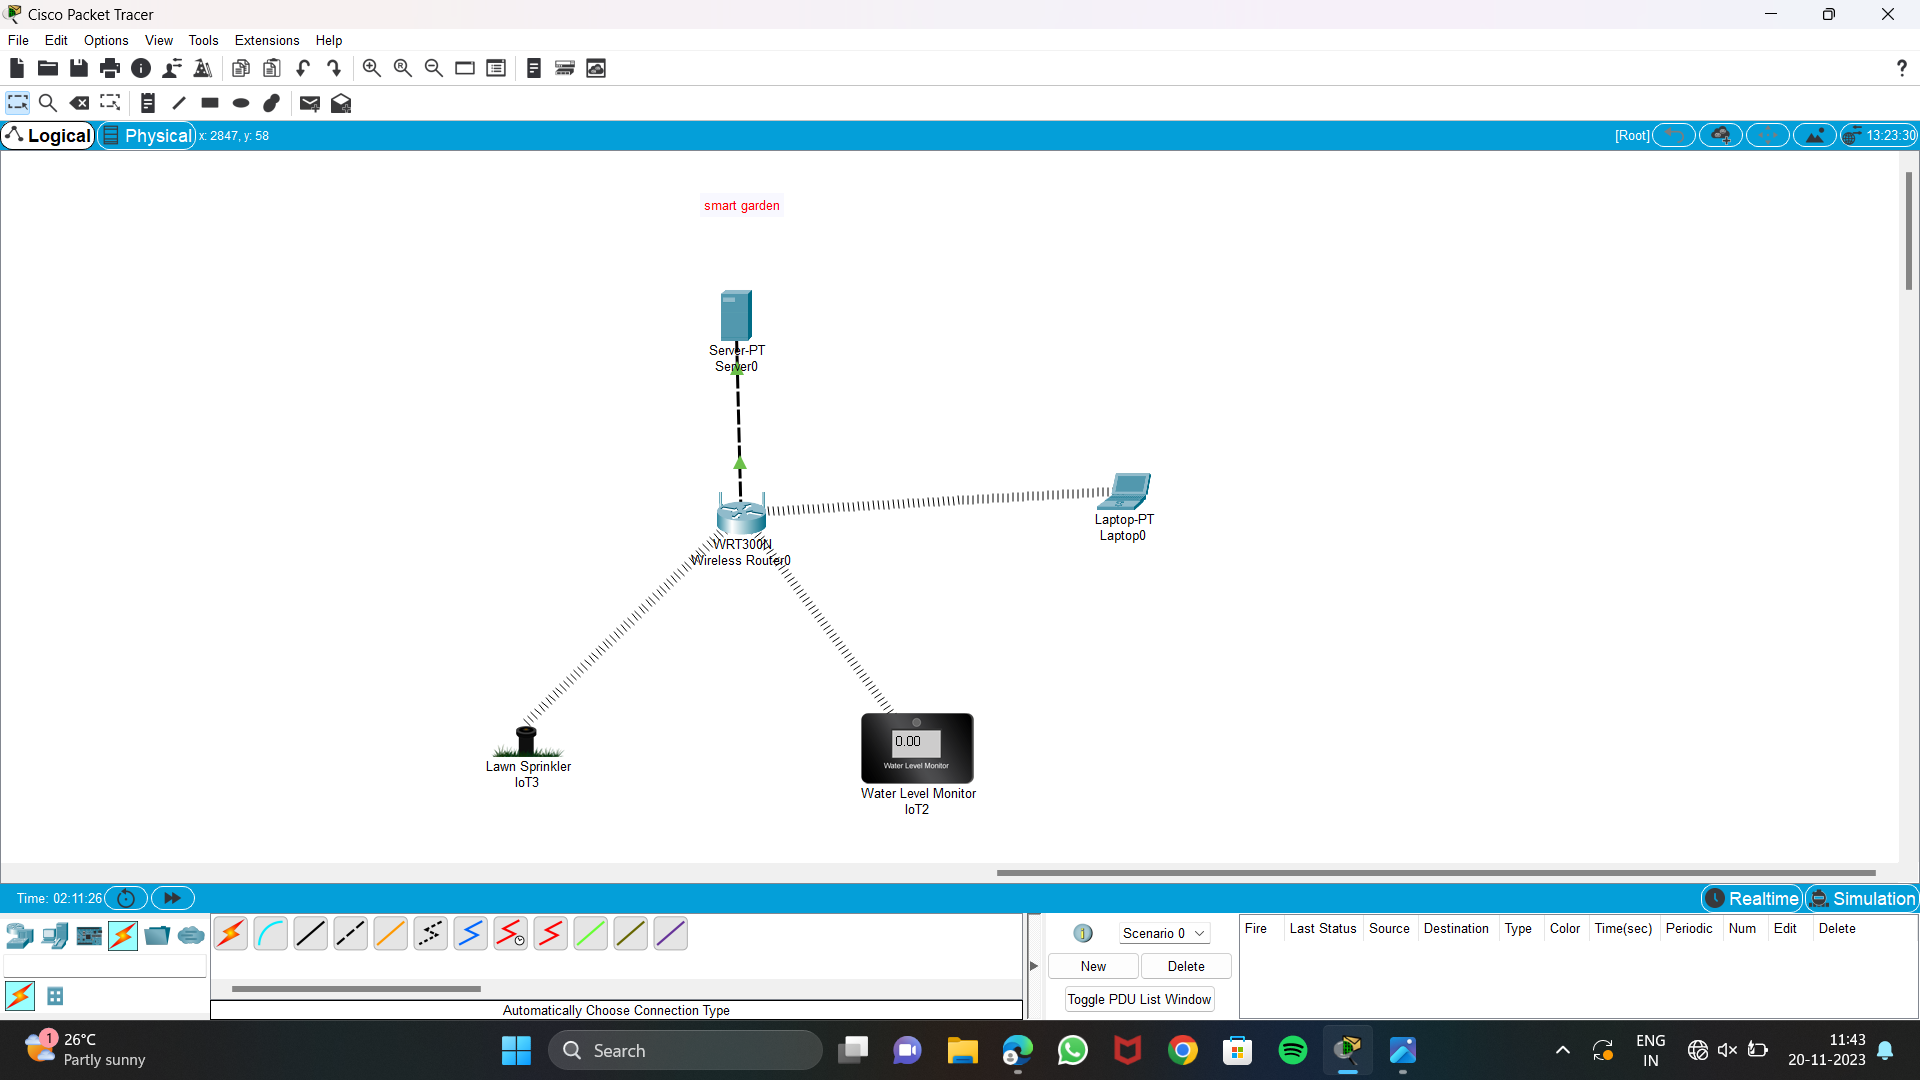 Cisco Packet Tracer
File Edit Options View Tools Extensions Help
?
Logical Physical x: 2847, y: 58 [Root] 13:23:30
smart garden
Server-PT
Server0
Laptop-PT
Laptop0
WRT300N
Wireless Router0
0.00
Water Level Monitor
Lawn Sprinkler
IoT3
Water Level Monitor
IoT2
Time: 02:11:26 Realtime Simulation
1 Scenario 0
Fire Last Status Source Destination Type Color Time(sec) Periodic Num Edit Delete
New Delete
Toggle PDU List Window
Automatically Choose Connection Type
1
26°C
Partly sunny
Search
ENG
IN
11:43
20-11-2023